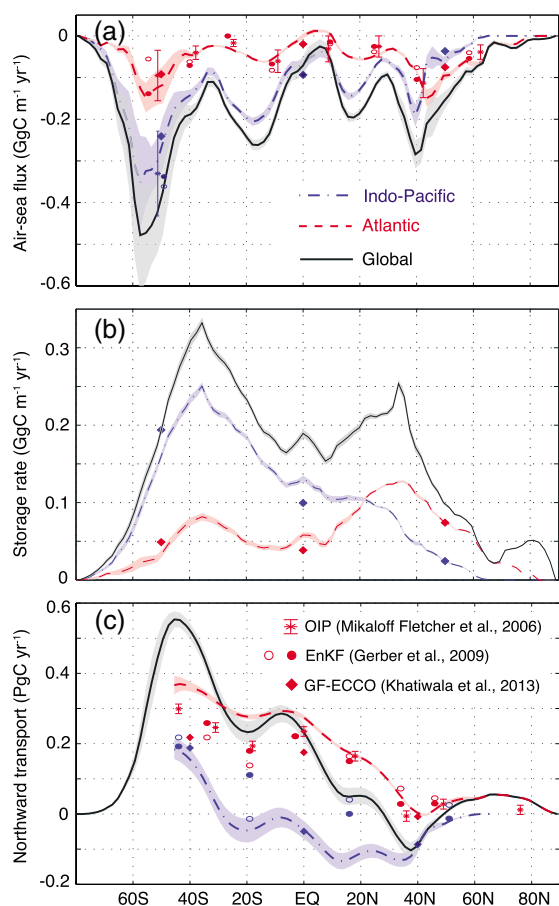 (a)
Air-sea flux (GgC m⁻¹ yr⁻¹)
0
-0.2
-0.4
-0.6
Indo-Pacific
Atlantic
Global
(b)
Storage rate (GgC m⁻¹ yr⁻¹)
0.3
0.2
0.1
0
(c)
Northward transport (PgC yr⁻¹)
0.6
0.4
0.2
0
-0.2
OIP (Mikaloff Fletcher et al., 2006)
EnKF (Gerber et al., 2009)
GF-ECCO (Khatiwala et al., 2013)
60S 40S 20S EQ 20N 40N 60N 80N